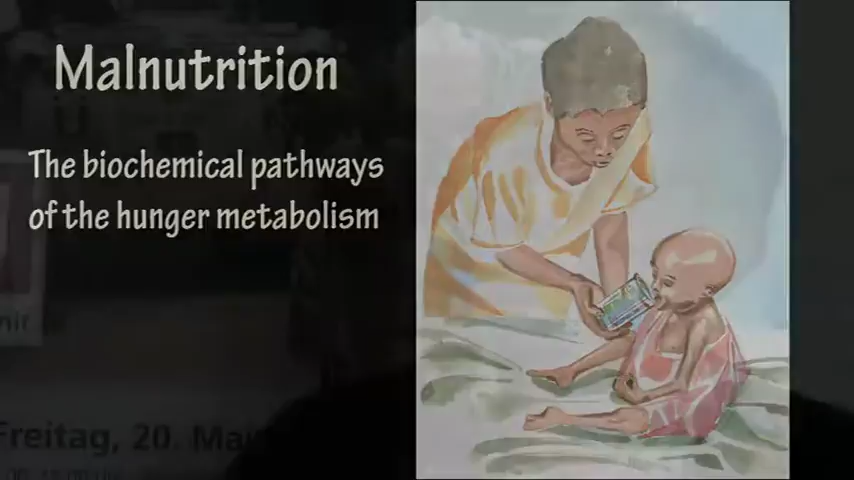 Malnutrition
The biochemical pathways
of the hunger metabolism
Freitag, 20.